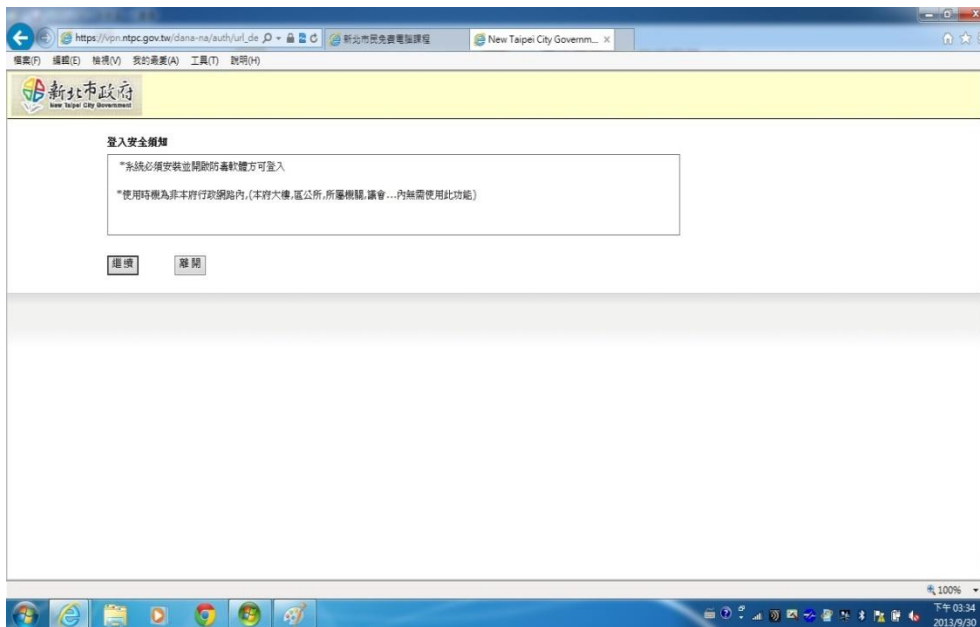 https://vpn.ntpc.gov.tw/dana-na/auth/url_de
新北市民免費電腦課程
New Taipei City Governm...
檔案(F) 編輯(E) 檢視(V) 我的最愛(A) 工具(T) 說明(H)
新北市政府
New Taipei City Government
登入安全須知
*系統必須安裝並開啟防毒軟體方可登入
*使用時機為非本府行政網路內,(本府大樓,區公所,所屬機關,議會...內無需使用此功能)
繼續 離開
100%
下午 03:34
2013/9/30